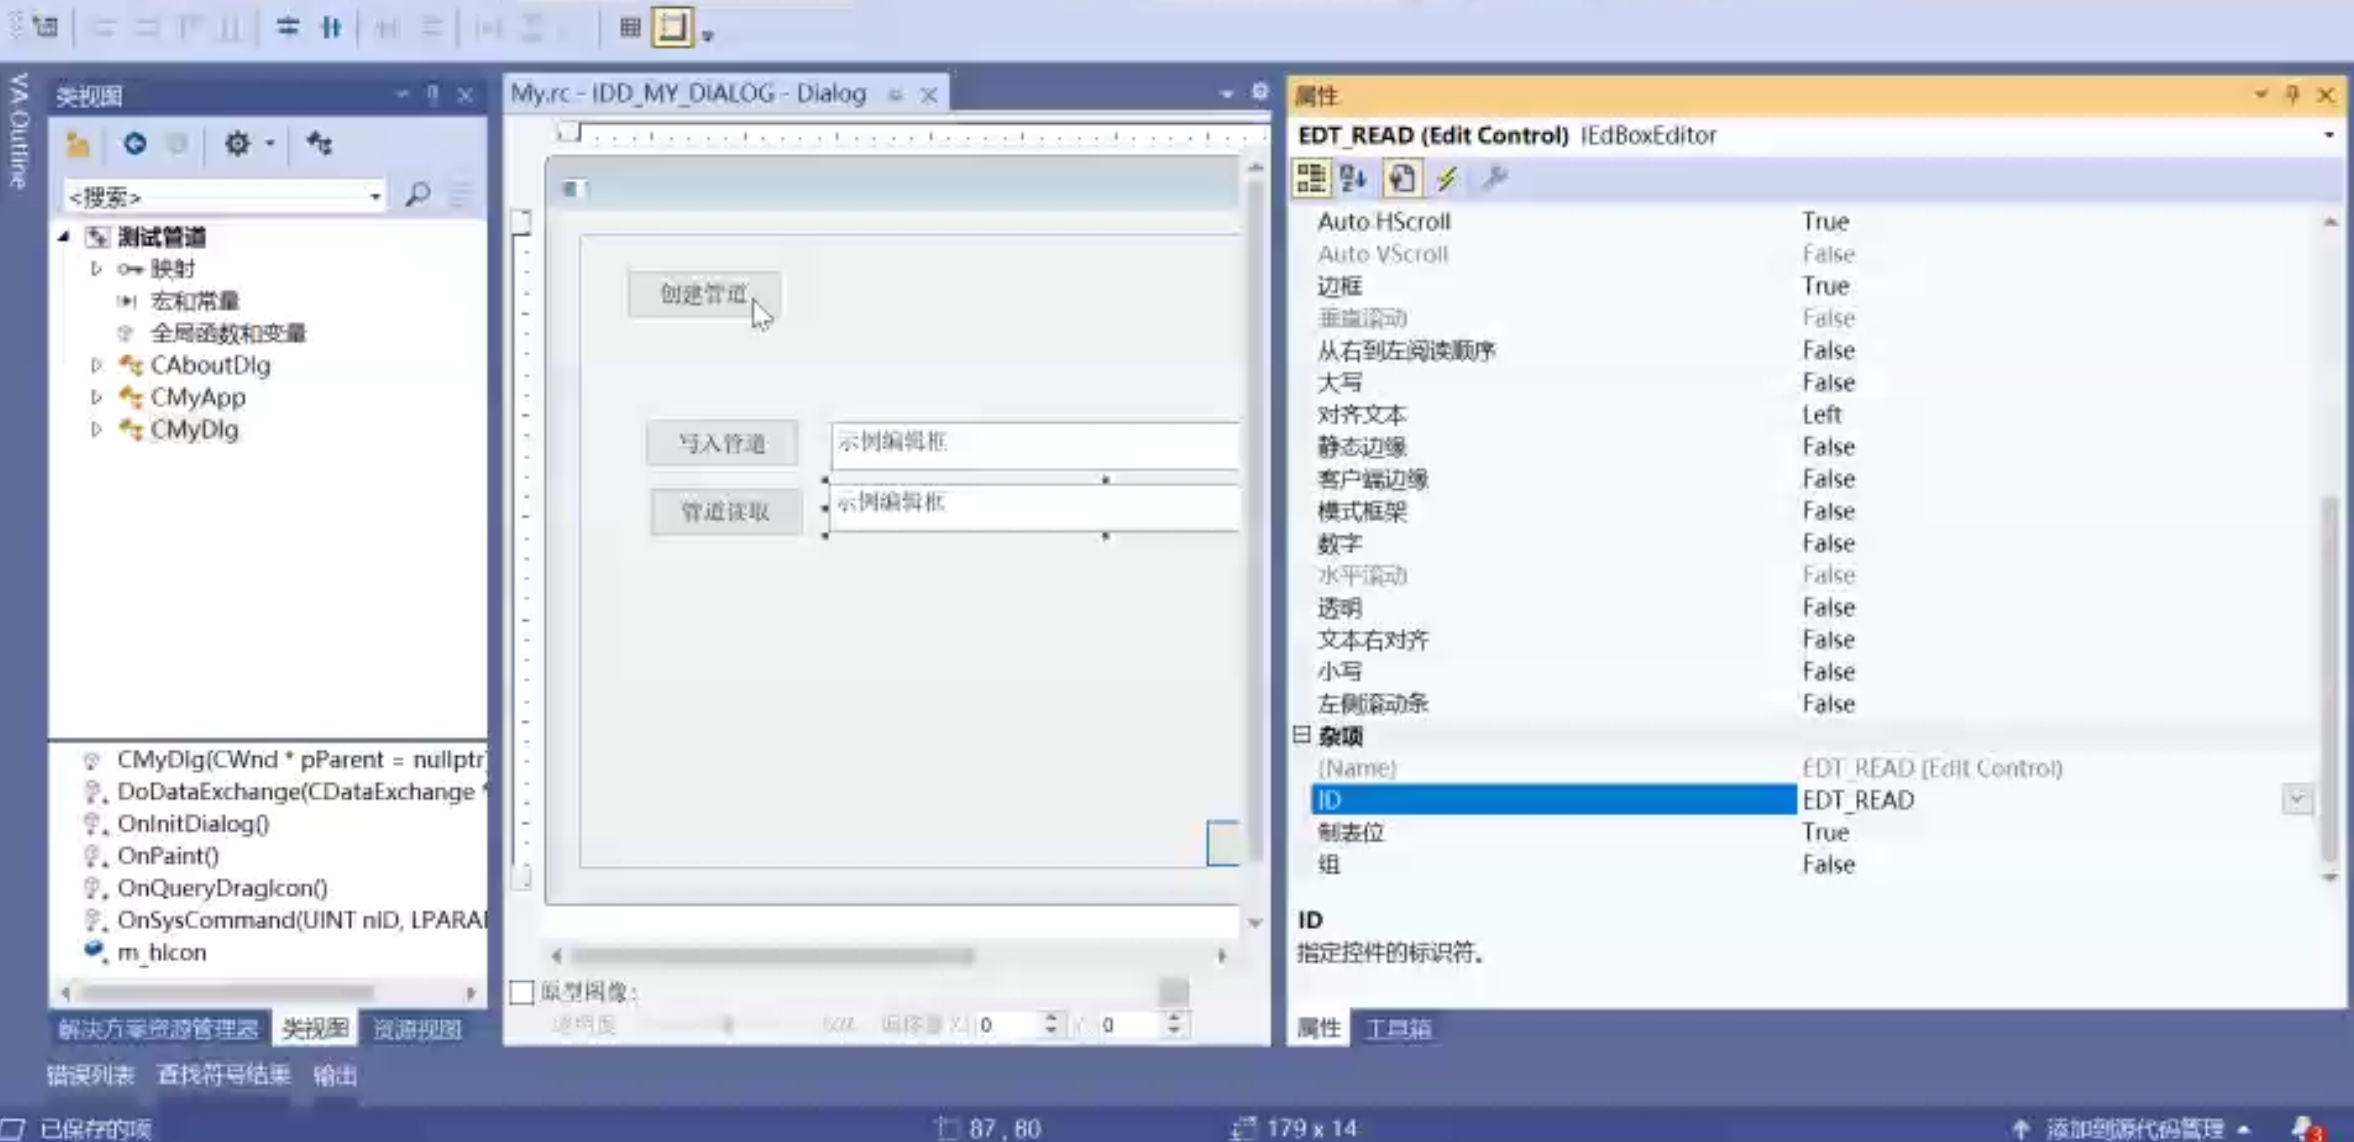 VA Outline
类视图
<搜索>
测试管道
映射
宏和常量
全局函数和变量
CAboutDlg
CMyApp
CMyDlg
CMyDlg(CWnd * pParent = nullptr)
DoDataExchange(CDataExchange *
OnInitDialog()
OnPaint()
OnQueryDragIcon()
OnSysCommand(UINT nID, LPARA
m_hIcon
解决方案资源管理器 类视图 资源视图
错误列表 查找符号结果 输出
My.rc - IDD_MY_DIALOG - Dialog
创建管道
写入管道 示例编辑框
管道读取 示例编辑框
原型图像:
透明度 50% 偏移量 X: 0 Y: 0
属性
EDT_READ (Edit Control) IEdBoxEditor
Auto HScroll True
Auto VScroll False
边框 True
垂直滚动 False
从右到左阅读顺序 False
大写 False
对齐文本 Left
静态边缘 False
客户端边缘 False
模式框架 False
数字 False
水平滚动 False
透明 False
文本右对齐 False
小写 False
左侧滚动条 False
杂项
(Name) EDT_READ (Edit Control)
ID EDT_READ
制表位 True
组 False
ID
指定控件的标识符。
属性 工具箱
已保存的项 87, 80 179 x 14 添加到源代码管理 3